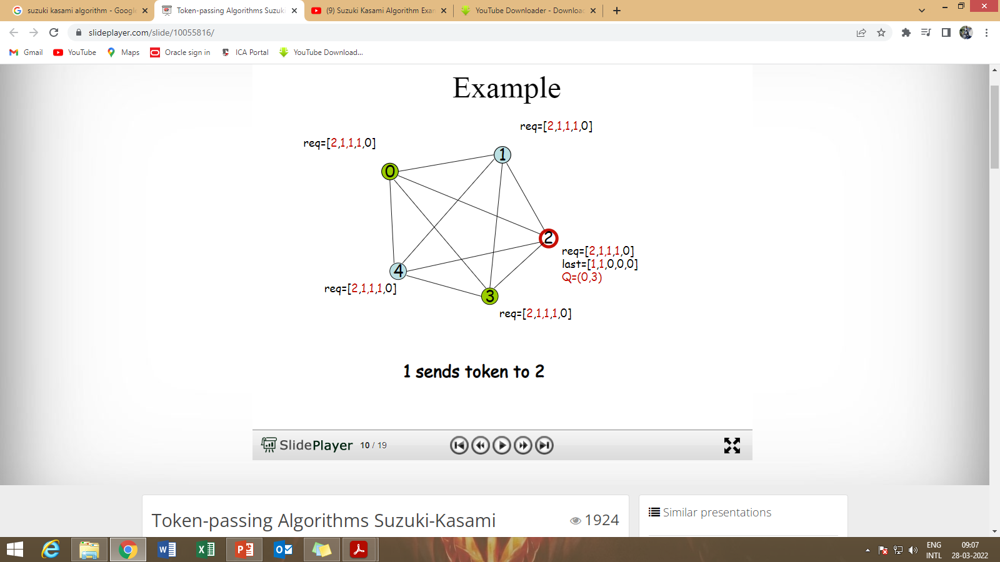 suzuki kasami algorithm - Googl
Token-passing Algorithms Suzuki
(9) Suzuki Kasami Algorithm Exam
YouTube Downloader - Downloac
slideplayer.com/slide/10055816/
Gmail
YouTube
Maps
Oracle sign in
ICA Portal
YouTube Download...
Example
req=[2,1,1,1,0]
req=[2,1,1,1,0]
1
0
2
req=[2,1,1,1,0]
last=[1,1,0,0,0]
Q=(0,3)
4
req=[2,1,1,1,0]
3
req=[2,1,1,1,0]
1 sends token to 2
SlidePlayer
10 / 19
Token-passing Algorithms Suzuki-Kasami
1924
Similar presentations
ENG
INTL
09:07
28-03-2022